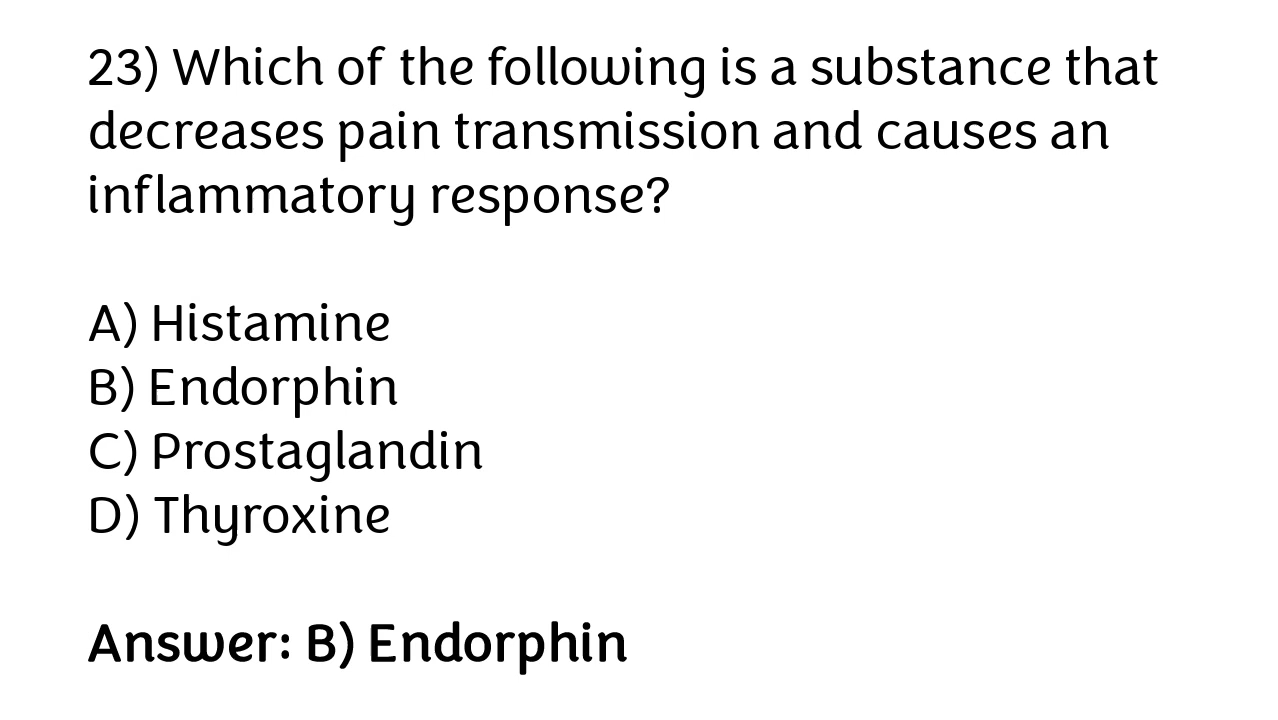 23) Which of the following is a substance that
decreases pain transmission and causes an
inflammatory response?
A) Histamine
B) Endorphin
C) Prostaglandin
D) Thyroxine
Answer: B) Endorphin